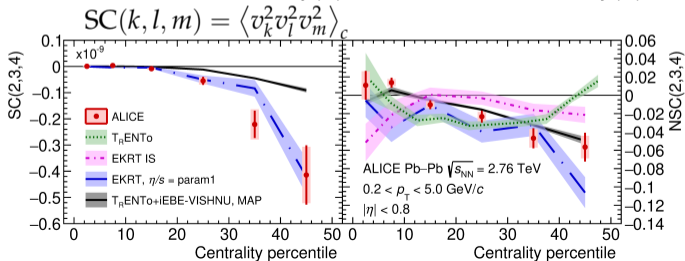 SC(k, l, m) = ⟨v_k^2 v_l^2 v_m^2⟩_c
×10^-9
SC(2,3,4)
0.1
0
−0.1
−0.2
−0.3
−0.4
−0.5
−0.6
ALICE
T_RENTo
EKRT IS
EKRT, η/s = param1
T_RENTo+iEBE-VISHNU, MAP
0 10 20 30 40 50
Centrality percentile
ALICE Pb–Pb √s_NN = 2.76 TeV
0.2 < p_T < 5.0 GeV/c
|η| < 0.8
0 10 20 30 40 50
Centrality percentile
0.06
0.04
0.02
0
−0.02
−0.04
−0.06
−0.08
−0.1
−0.12
−0.14
NSC(2,3,4)